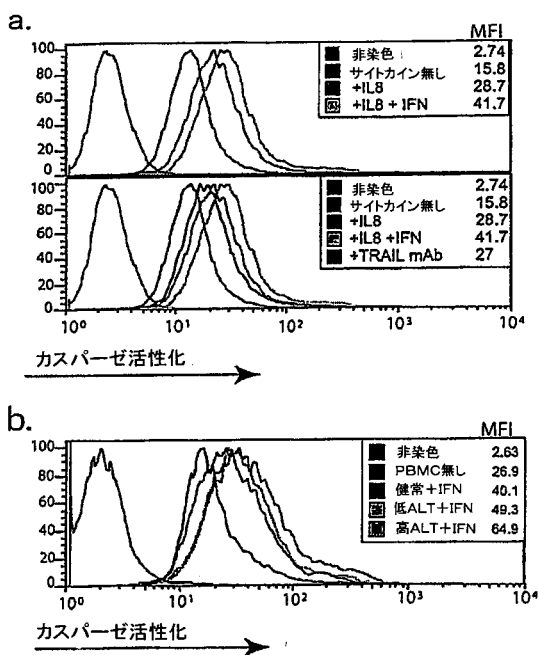 a.
MFI
非染色 2.74
サイトカイン無し 15.8
+IL8 28.7
+IL8 + IFN 41.7
100
80
60
40
20
0
非染色 2.74
サイトカイン無し 15.8
+IL8 28.7
+IL8 +IFN 41.7
+TRAIL mAb 27
100
80
60
40
20
0
10⁰ 10¹ 10² 10³ 10⁴
カスパーゼ活性化
b.
MFI
非染色 2.63
PBMC無し 26.9
健常+IFN 40.1
低ALT+IFN 49.3
高ALT+IFN 64.9
100
80
60
40
20
0
10⁰ 10¹ 10² 10³ 10⁴
カスパーゼ活性化